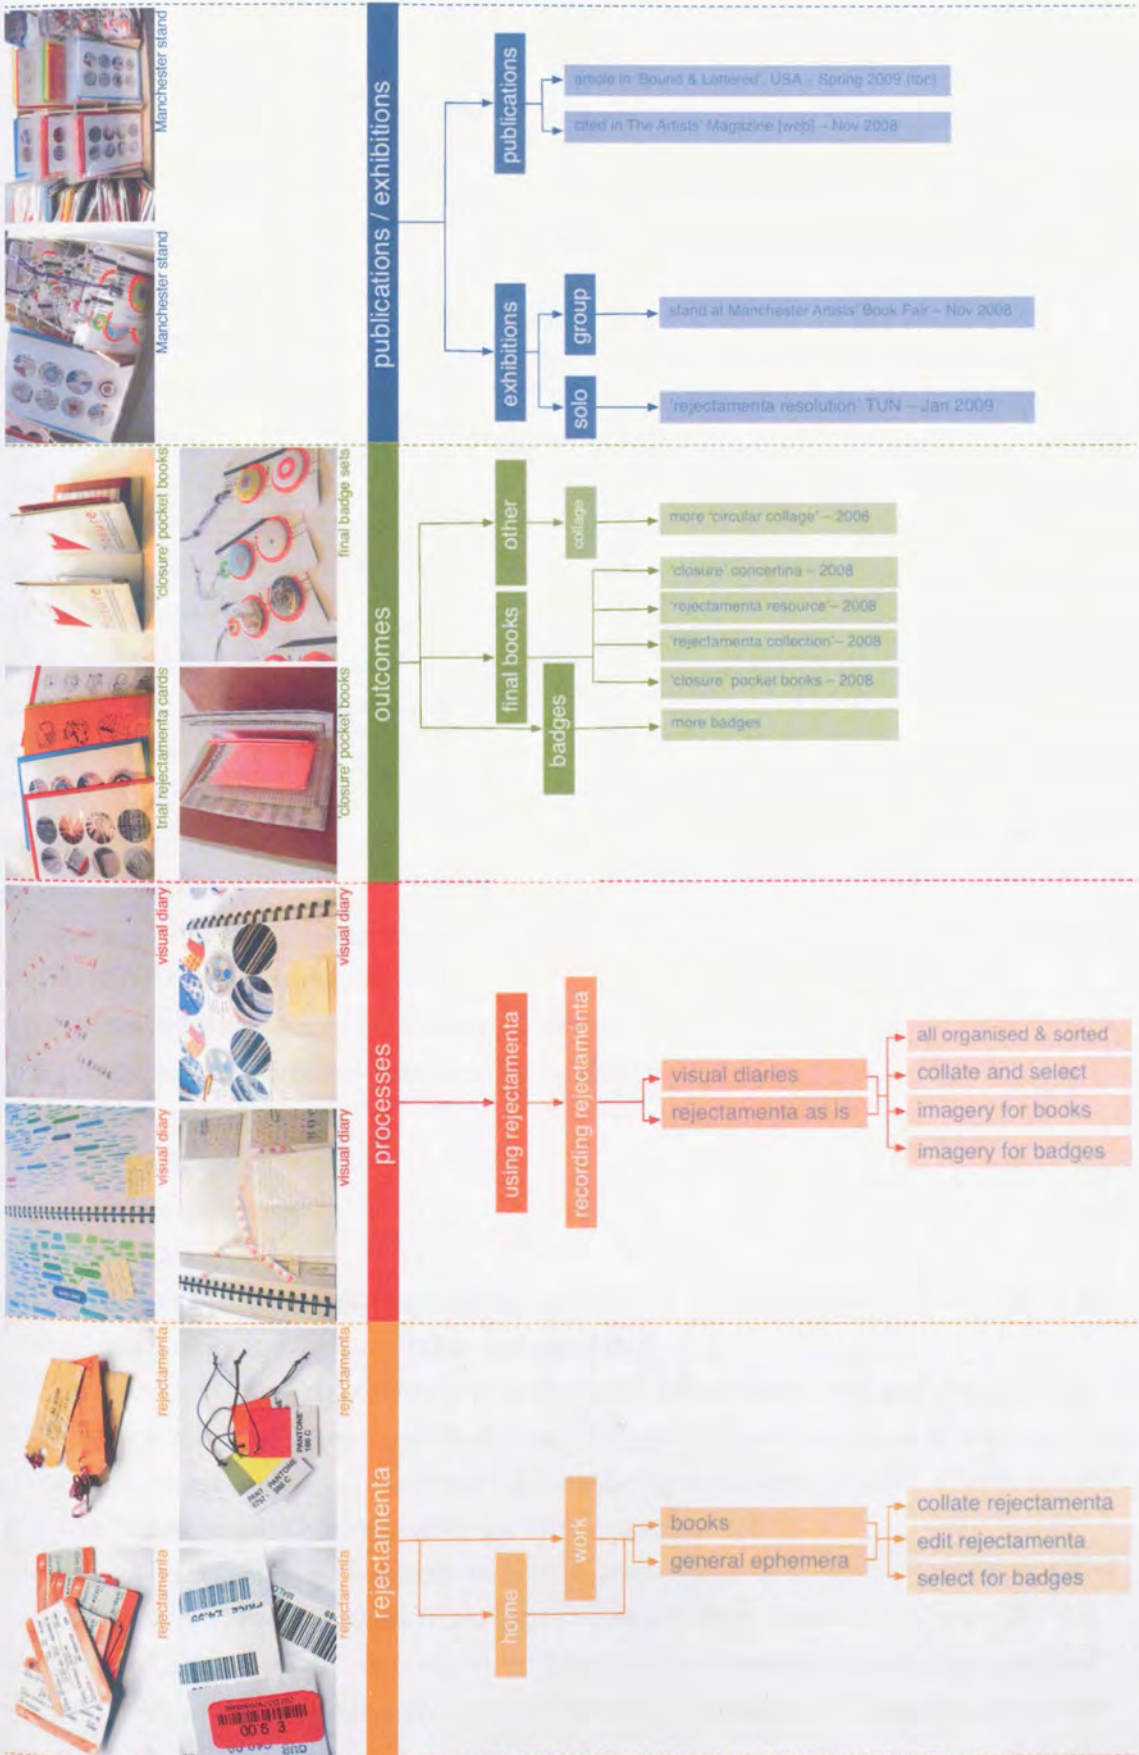 rejectamenta
rejectamenta
rejectamenta
rejectamenta
PANTONE
PANTONE
rejectamenta
home
work
books
general ephemera
collate rejectamenta
edit rejectamenta
select for badges
visual diary
visual diary
visual diary
visual diary
processes
using rejectamenta
recording rejectamenta
visual diaries
rejectamenta as is
all organised & sorted
collate and select
imagery for books
imagery for badges
trial rejectamenta cards
'closure' pocket books
'closure' pocket books
final badge sets
outcomes
badges
final books
other
collage
more 'circular collage' – 2008
'closure' concertina – 2008
'rejectamenta resource' – 2008
'rejectamenta collection' – 2008
'closure' pocket books – 2008
more badges
Manchester stand
Manchester stand
publications / exhibitions
exhibitions
publications
solo
group
article in 'Bound & Lettered', USA – Spring 2009 (tbc)
cited in The Artists' Magazine [web] – Nov 2008
stand at Manchester Artists' Book Fair – Nov 2008
'rejectamenta resolution' TUN – Jan 2009